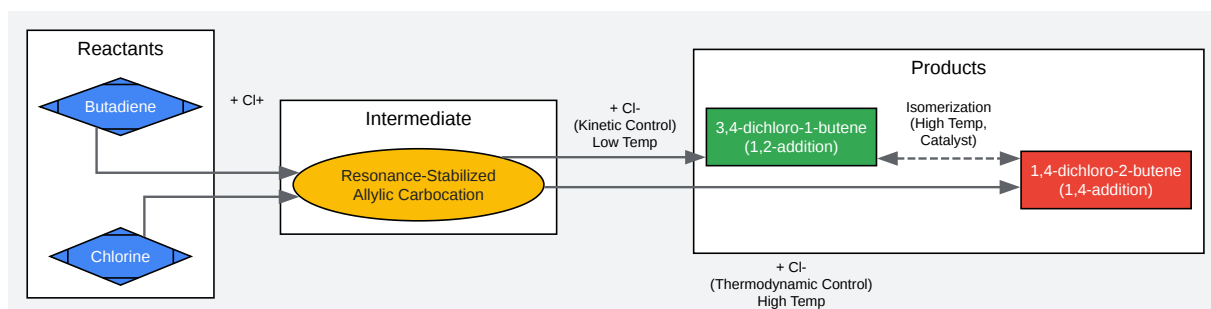 Reactants
Butadiene
Chlorine
+ Cl+
Intermediate
Resonance-Stabilized
Allylic Carbocation
+ Cl-
(Kinetic Control)
Low Temp
Products
3,4-dichloro-1-butene
(1,2-addition)
Isomerization
(High Temp,
Catalyst)
1,4-dichloro-2-butene
(1,4-addition)
+ Cl-
(Thermodynamic Control)
High Temp